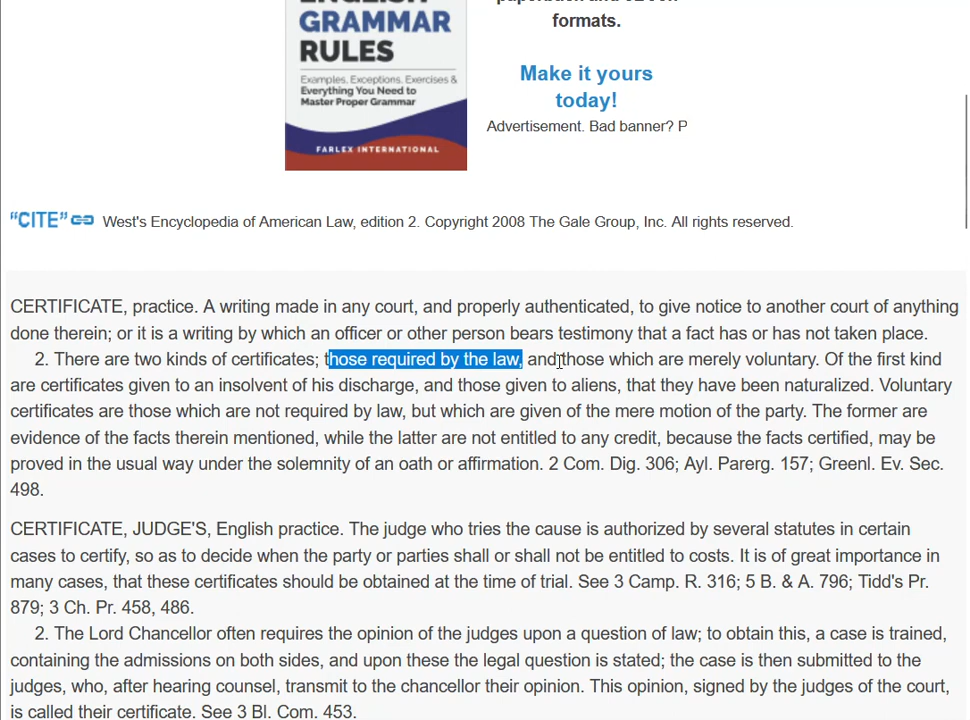 GRAMMAR
RULES
Examples, Exceptions, Exercises &
Everything You Need to
Master Proper Grammar
FARLEX INTERNATIONAL
formats.
Make it yours
today!
Advertisement. Bad banner? P
"CITE" West's Encyclopedia of American Law, edition 2. Copyright 2008 The Gale Group, Inc. All rights reserved.
CERTIFICATE, practice. A writing made in any court, and properly authenticated, to give notice to another court of anything
done therein; or it is a writing by which an officer or other person bears testimony that a fact has or has not taken place.
2. There are two kinds of certificates; those required by the law, and those which are merely voluntary. Of the first kind
are certificates given to an insolvent of his discharge, and those given to aliens, that they have been naturalized. Voluntary
certificates are those which are not required by law, but which are given of the mere motion of the party. The former are
evidence of the facts therein mentioned, while the latter are not entitled to any credit, because the facts certified, may be
proved in the usual way under the solemnity of an oath or affirmation. 2 Com. Dig. 306; Ayl. Parerg. 157; Greenl. Ev. Sec.
498.
CERTIFICATE, JUDGE'S, English practice. The judge who tries the cause is authorized by several statutes in certain
cases to certify, so as to decide when the party or parties shall or shall not be entitled to costs. It is of great importance in
many cases, that these certificates should be obtained at the time of trial. See 3 Camp. R. 316; 5 B. & A. 796; Tidd's Pr.
879; 3 Ch. Pr. 458, 486.
2. The Lord Chancellor often requires the opinion of the judges upon a question of law; to obtain this, a case is trained,
containing the admissions on both sides, and upon these the legal question is stated; the case is then submitted to the
judges, who, after hearing counsel, transmit to the chancellor their opinion. This opinion, signed by the judges of the court,
is called their certificate. See 3 Bl. Com. 453.